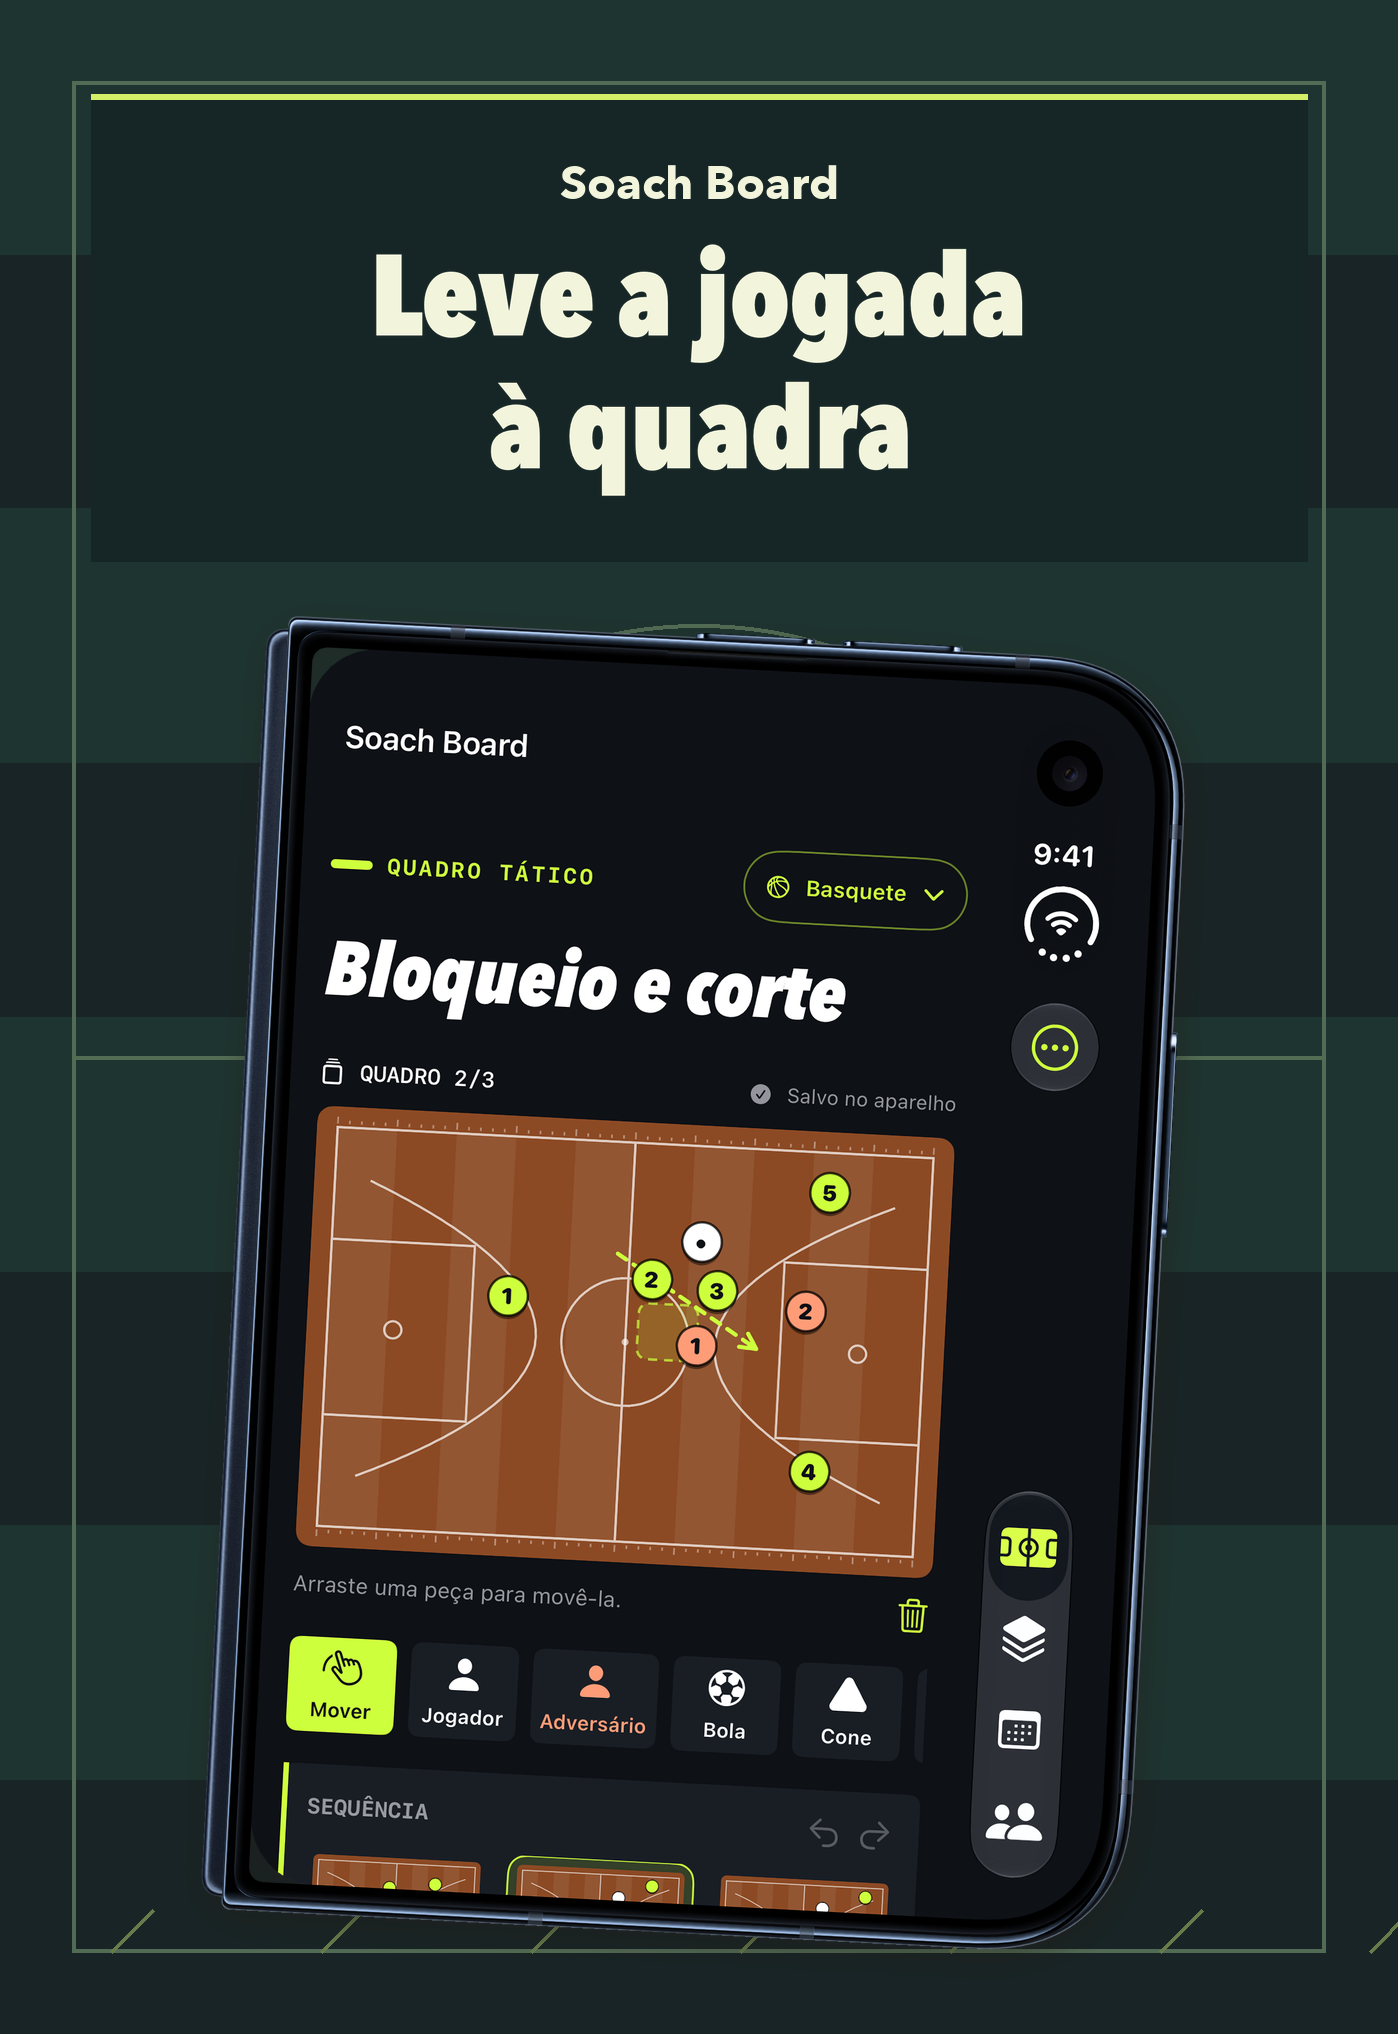 Soach Board
Leve a jogada
à quadra
Soach Board
9:41
QUADRO TÁTICO
Basquete
Bloqueio e corte
QUADRO 2/3
Salvo no aparelho
5
2
3
1
2
1
4
Arraste uma peça para movê-la.
Mover
Jogador
Adversário
Bola
Cone
SEQUÊNCIA